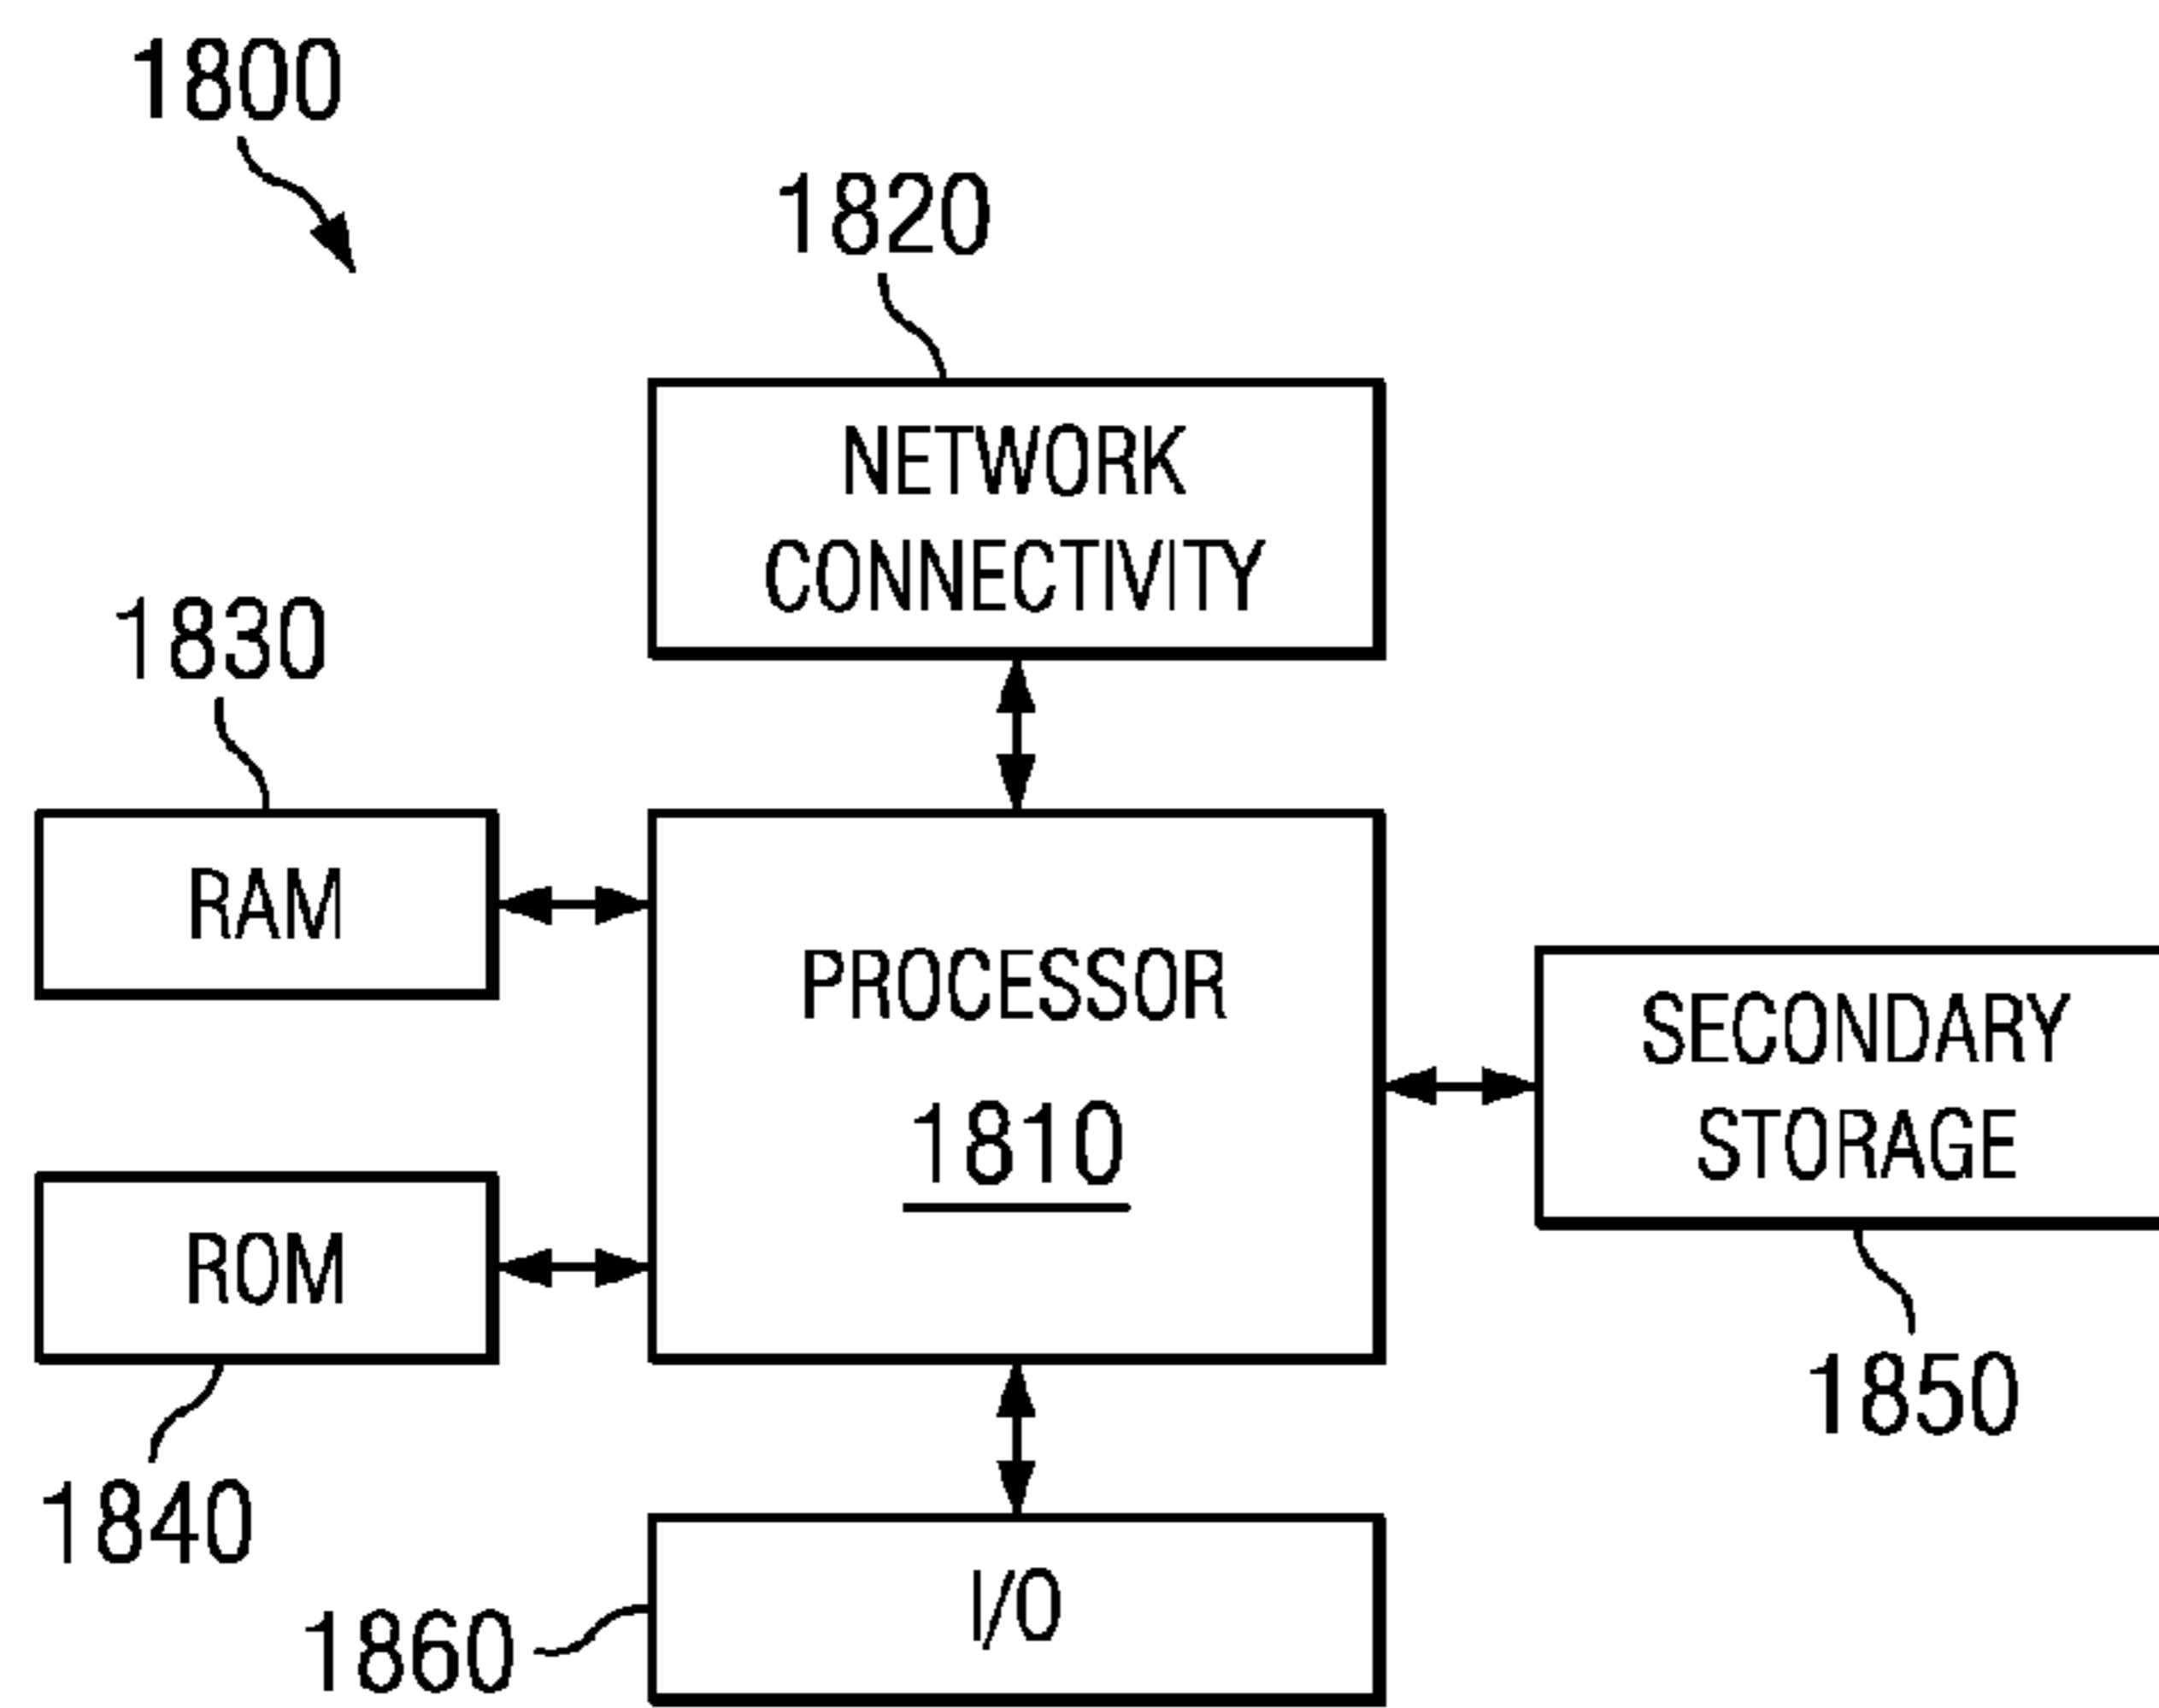 1800
1820
NETWORK
CONNECTIVITY
1830
RAM
PROCESSOR
1810
SECONDARY
STORAGE
ROM
1850
1840
I/O
1860